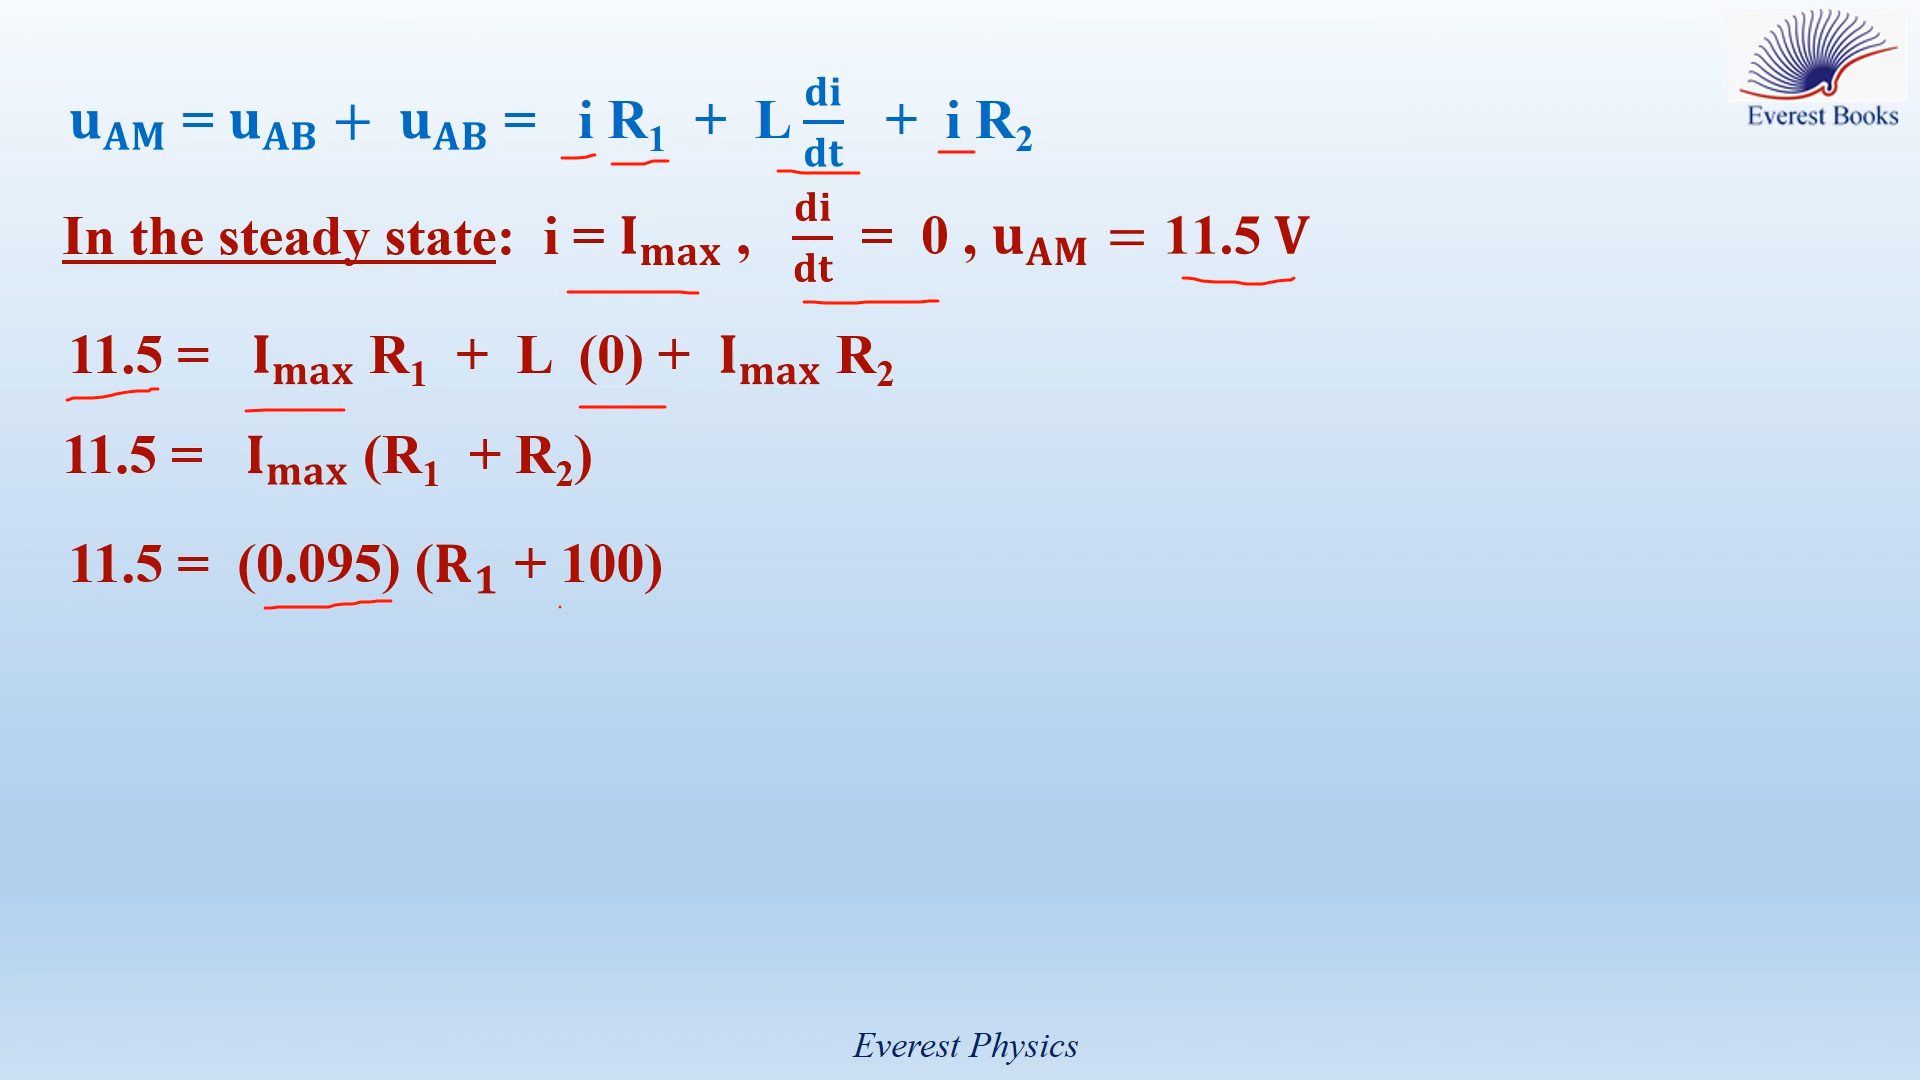 Everest Books
u_AM = u_AB + u_AB = i R₁ + L di/dt + i R₂
In the steady state: i = I_max , di/dt = 0 , u_AM = 11.5 V
11.5 = I_max R₁ + L (0) + I_max R₂
11.5 = I_max (R₁ + R₂)
11.5 = (0.095) (R₁ + 100)
Everest Physics